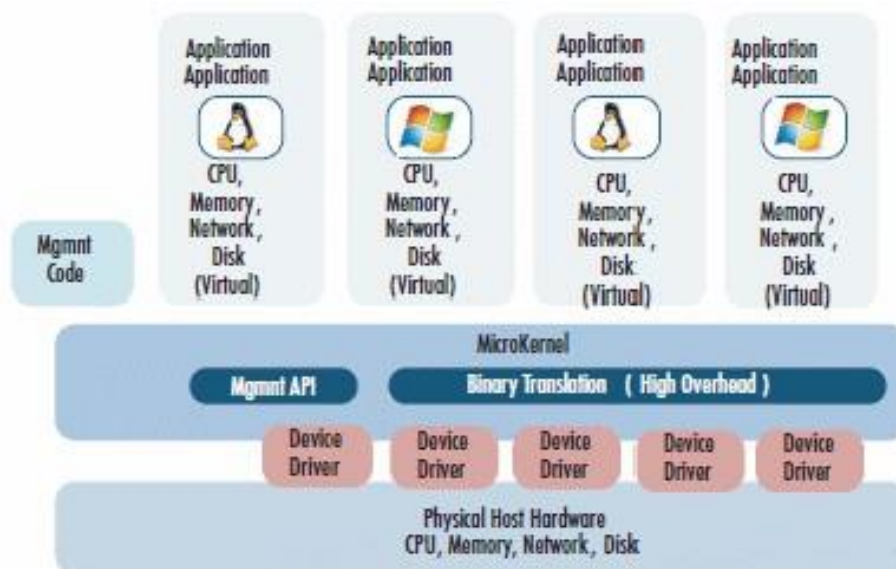 Application
Application
CPU,
Memory,
Network,
Disk
(Virtual)
Application
Application
CPU,
Memory,
Network,
Disk
(Virtual)
Application
Application
CPU,
Memory,
Network,
Disk
(Virtual)
Application
Application
CPU,
Memory,
Network,
Disk
(Virtual)
Mgmnt
Code
MicroKernel
Mgmnt API
Binary Translation ( High Overhead )
Device
Driver
Device
Driver
Device
Driver
Device
Driver
Device
Driver
Physical Host Hardware
CPU, Memory, Network, Disk